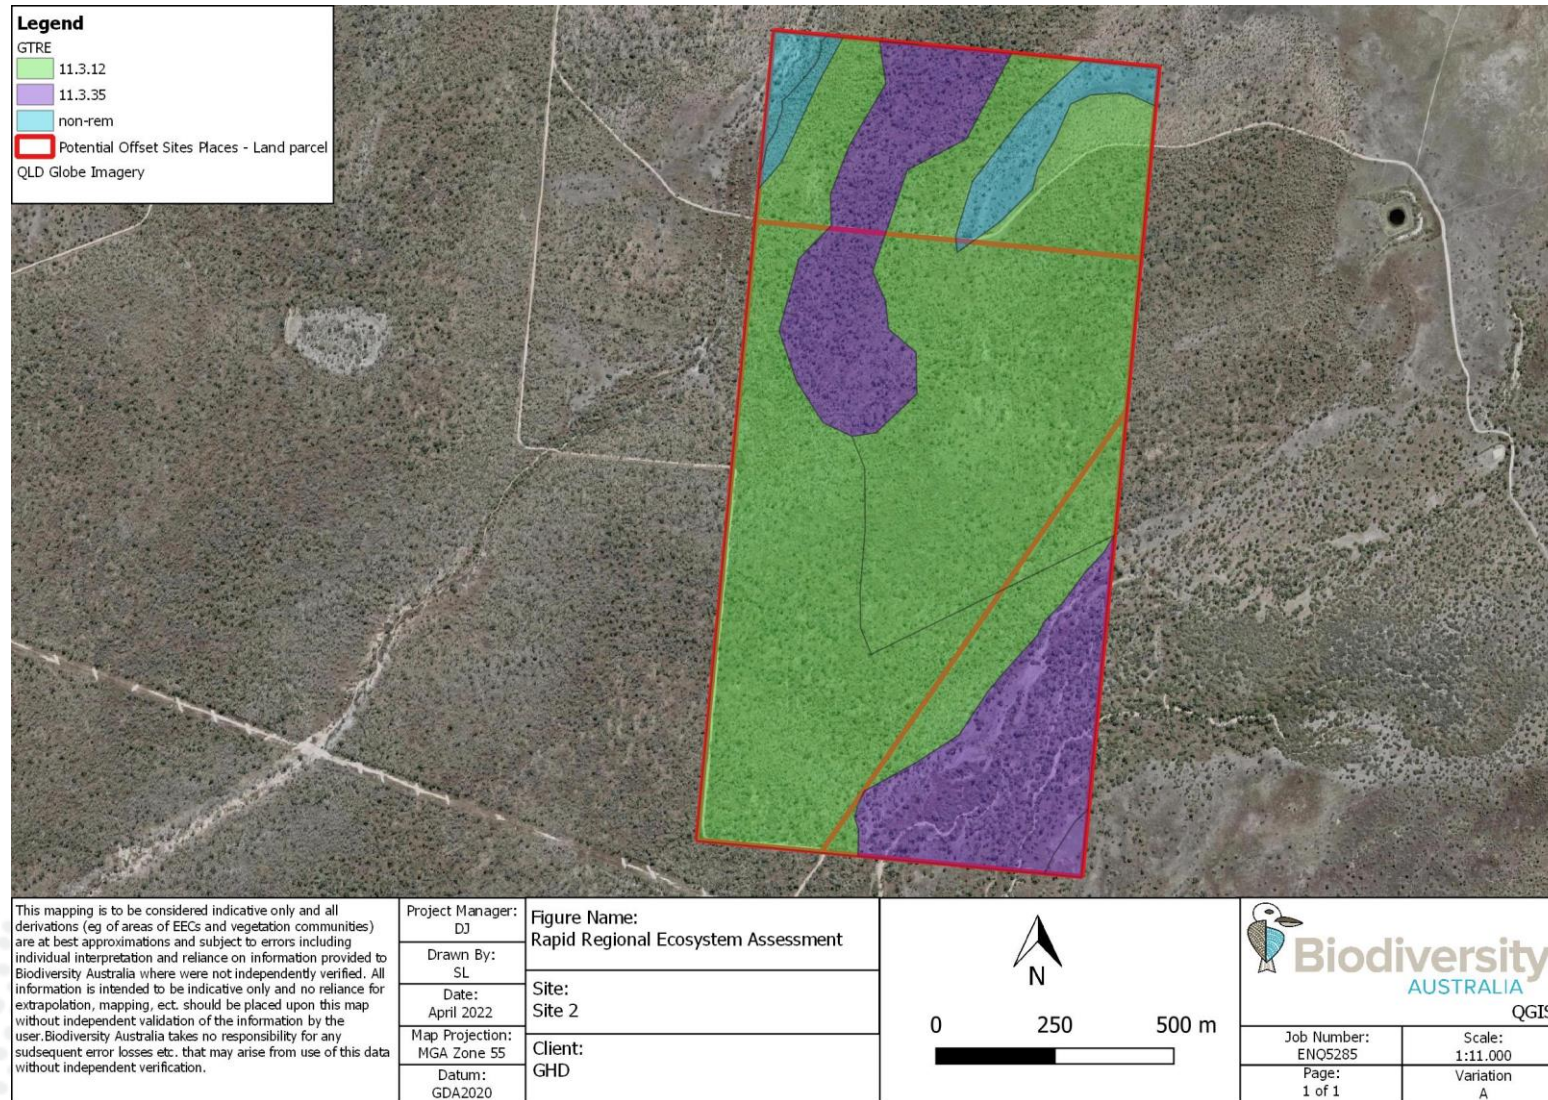 Legend
GTRE
11.3.12
11.3.35
non-rem
Potential Offset Sites Places - Land parcel
QLD Globe Imagery
This mapping is to be considered indicative only and all
derivations (eg of areas of EECs and vegetation communities)
are at best approximations and subject to errors including
individual interpretation and reliance on information provided to
Biodiversity Australia where were not independently verified. All
information is intended to be indicative only and no reliance for
extrapolation, mapping, ect. should be placed upon this map
without independent validation of the information by the
user.Biodiversity Australia takes no responsibility for any
sudsequent error losses etc. that may arise from use of this data
without independent verification.
Project Manager:
DJ
Drawn By:
SL
Date:
April 2022
Map Projection:
MGA Zone 55
Datum:
GDA2020
Figure Name:
Rapid Regional Ecosystem Assessment
Site:
Site 2
Client:
GHD
N
0 250 500 m
Biodiversity
AUSTRALIA
QGIS
Job Number:
ENQ5285
Scale:
1:11.000
Page:
1 of 1
Variation
A